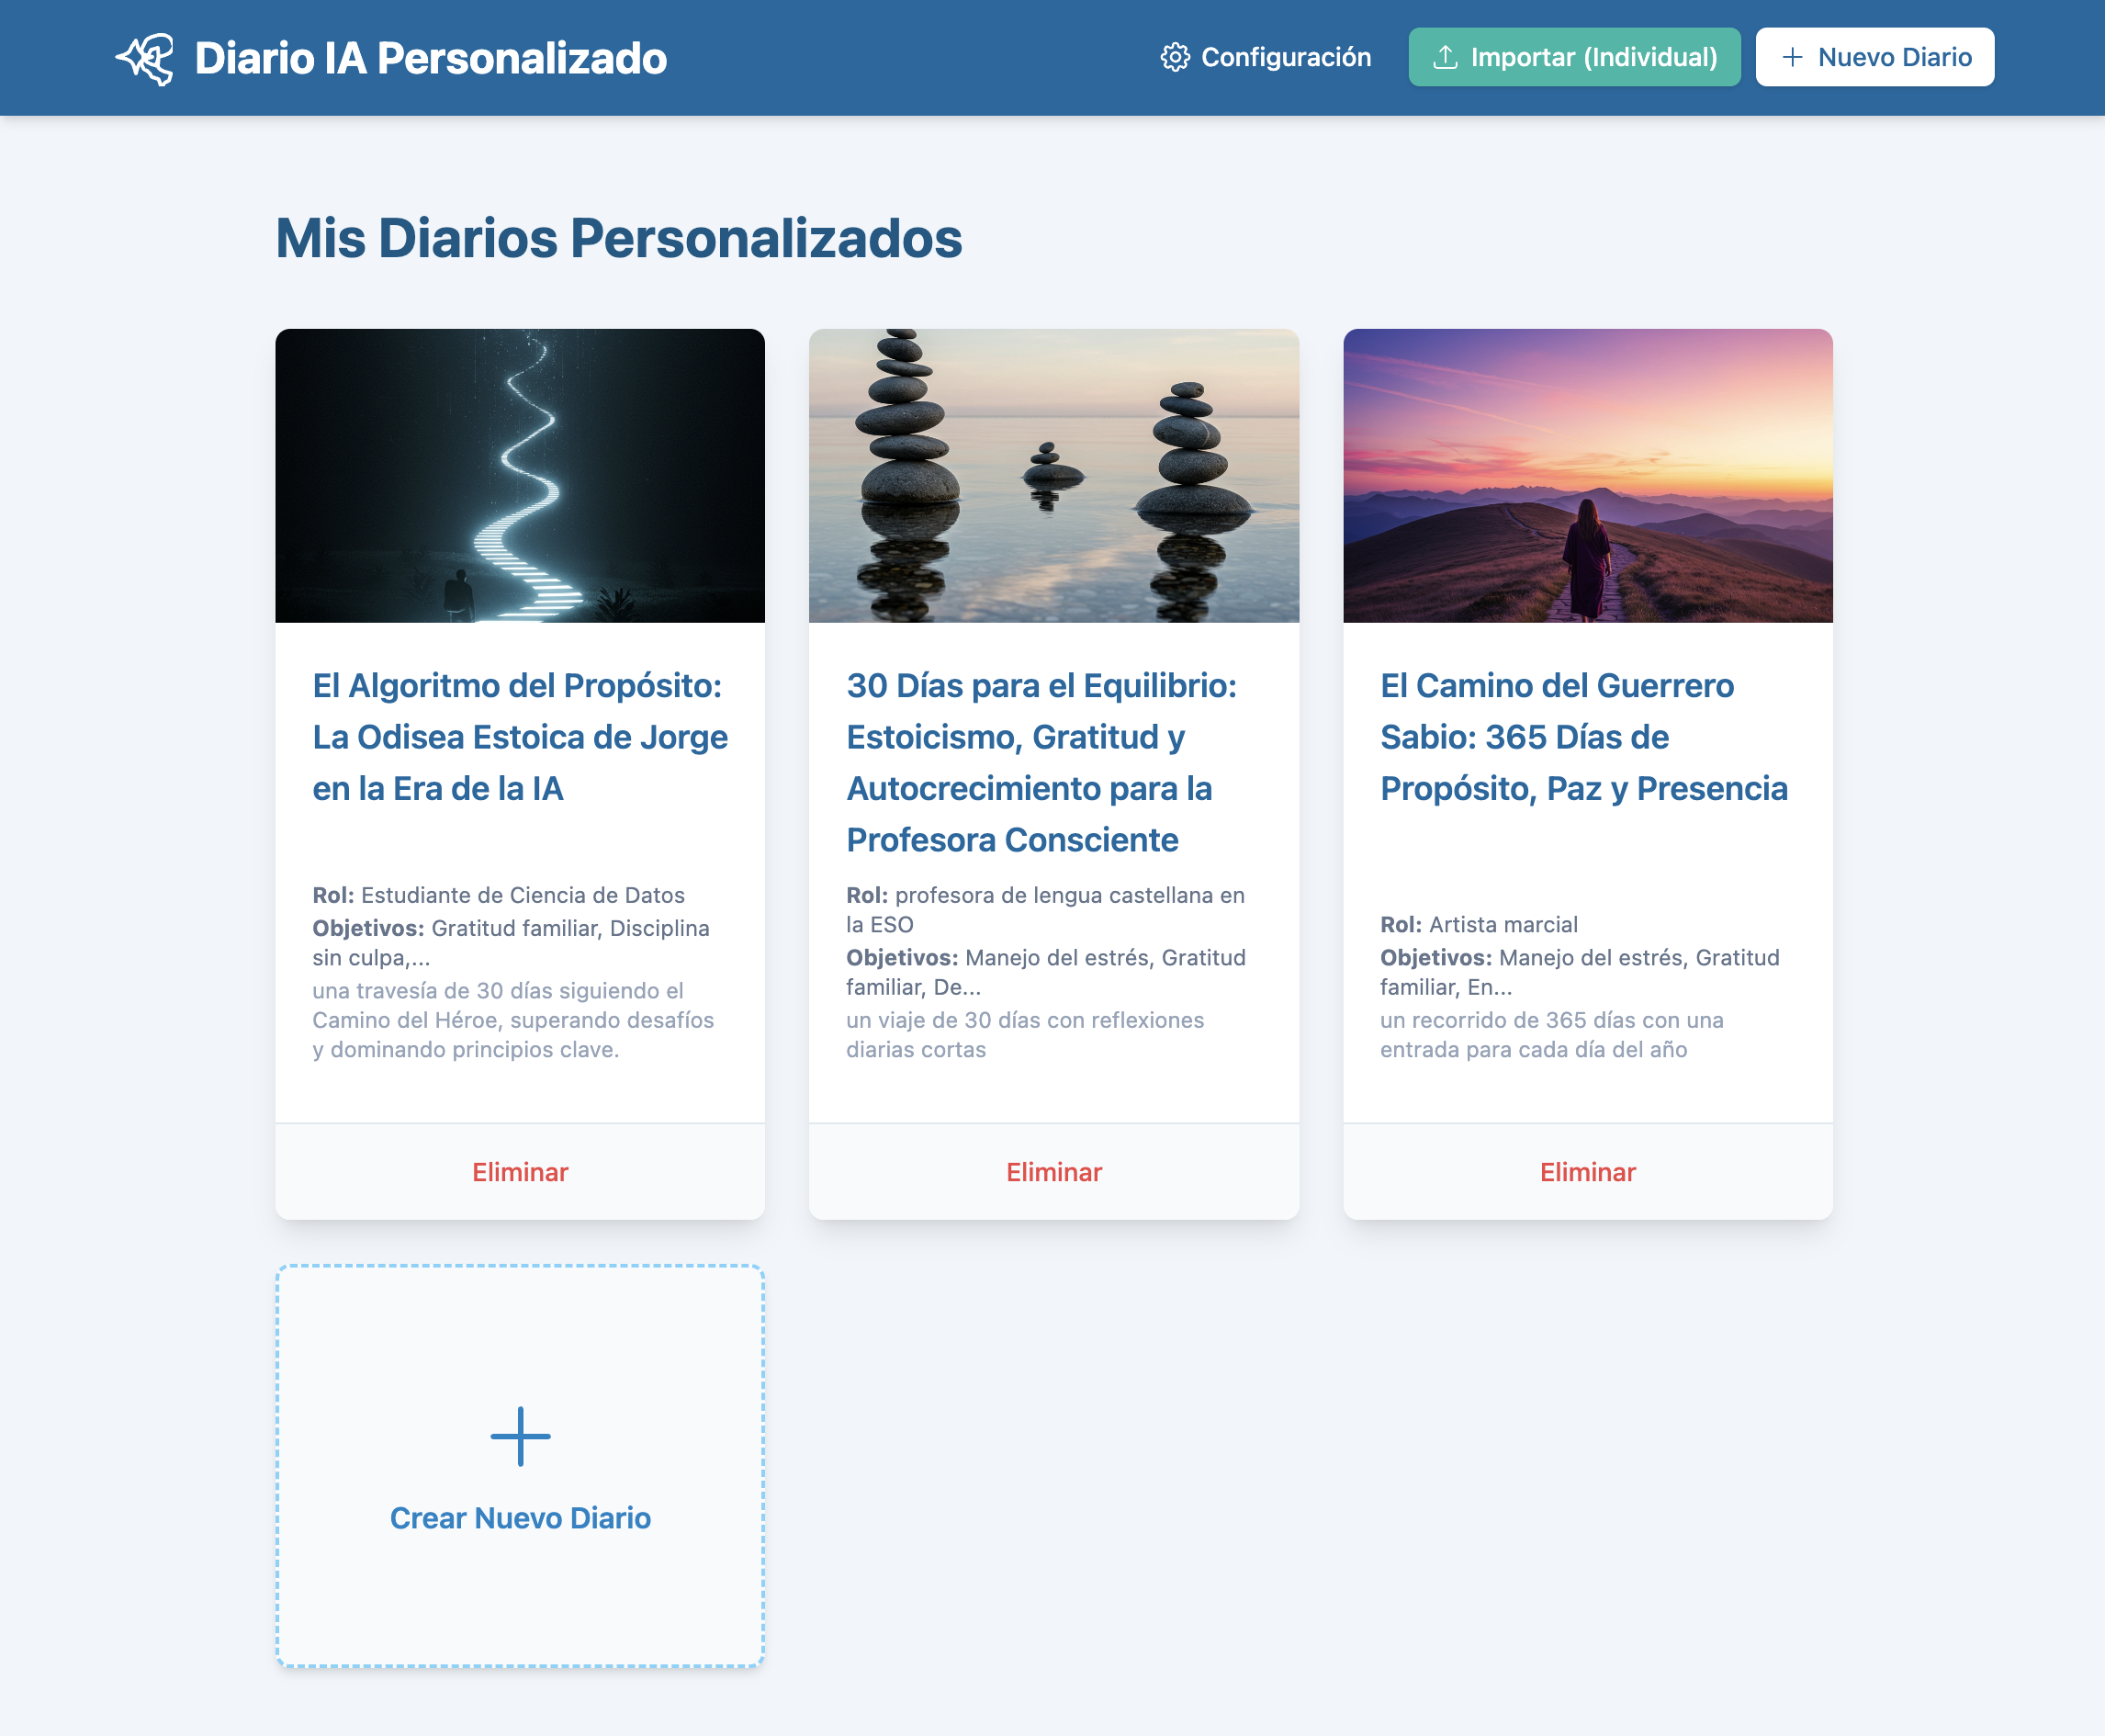 Diario IA Personalizado
Configuración
Importar (Individual)
Nuevo Diario
Mis Diarios Personalizados
El Algoritmo del Propósito:
La Odisea Estoica de Jorge
en la Era de la IA
Rol: Estudiante de Ciencia de Datos
Objetivos: Gratitud familiar, Disciplina
sin culpa,...
una travesía de 30 días siguiendo el
Camino del Héroe, superando desafíos
y dominando principios clave.
Eliminar
30 Días para el Equilibrio:
Estoicismo, Gratitud y
Autocrecimiento para la
Profesora Consciente
Rol: profesora de lengua castellana en
la ESO
Objetivos: Manejo del estrés, Gratitud
familiar, De...
un viaje de 30 días con reflexiones
diarias cortas
Eliminar
El Camino del Guerrero
Sabio: 365 Días de
Propósito, Paz y Presencia
Rol: Artista marcial
Objetivos: Manejo del estrés, Gratitud
familiar, En...
un recorrido de 365 días con una
entrada para cada día del año
Eliminar
Crear Nuevo Diario